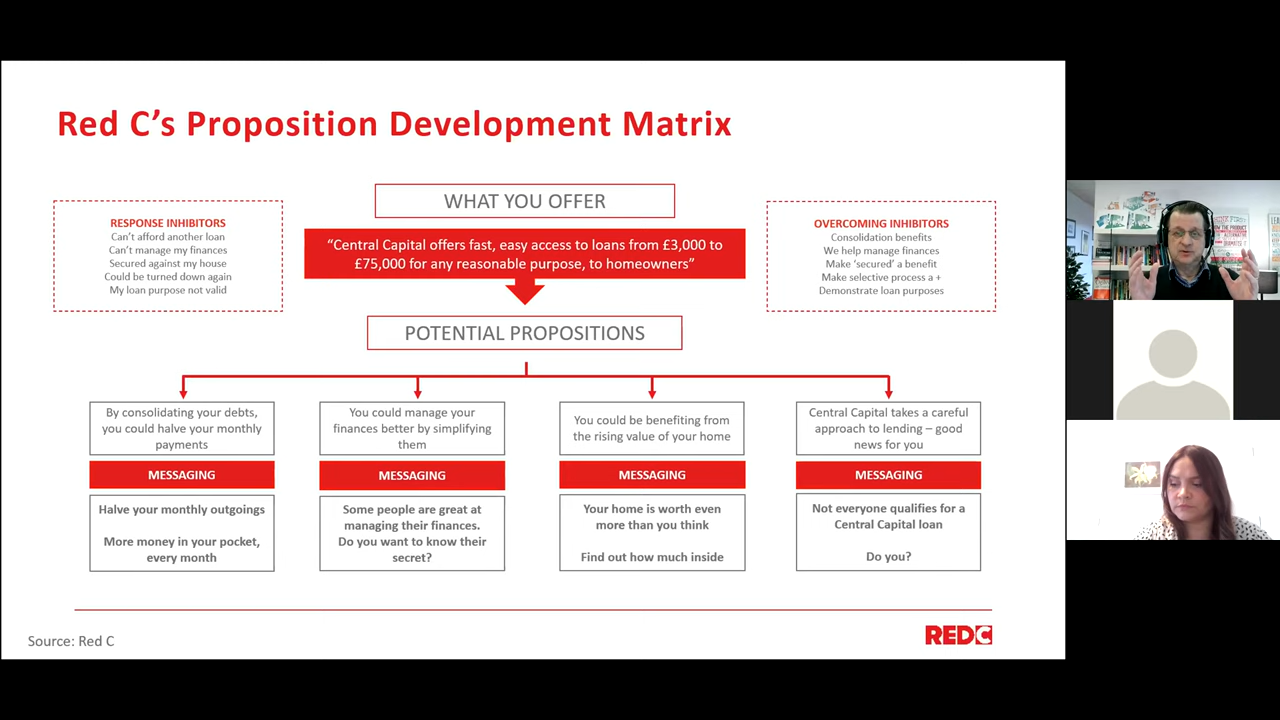 Red C's Proposition Development Matrix
WHAT YOU OFFER
RESPONSE INHIBITORS
Can't afford another loan
Can't manage my finances
Secured against my house
Could be turned down again
My loan purpose not valid
"Central Capital offers fast, easy access to loans from £3,000 to
£75,000 for any reasonable purpose, to homeowners"
OVERCOMING INHIBITORS
Consolidation benefits
We help manage finances
Make 'secured' a benefit
Make selective process a +
Demonstrate loan purposes
POTENTIAL PROPOSITIONS
By consolidating your debts,
you could halve your monthly
payments
MESSAGING
Halve your monthly outgoings
More money in your pocket,
every month
You could manage your
finances better by simplifying
them
MESSAGING
Some people are great at
managing their finances.
Do you want to know their
secret?
You could be benefiting from
the rising value of your home
MESSAGING
Your home is worth even
more than you think
Find out how much inside
Central Capital takes a careful
approach to lending – good
news for you
MESSAGING
Not everyone qualifies for a
Central Capital loan
Do you?
Source: Red C
REDC